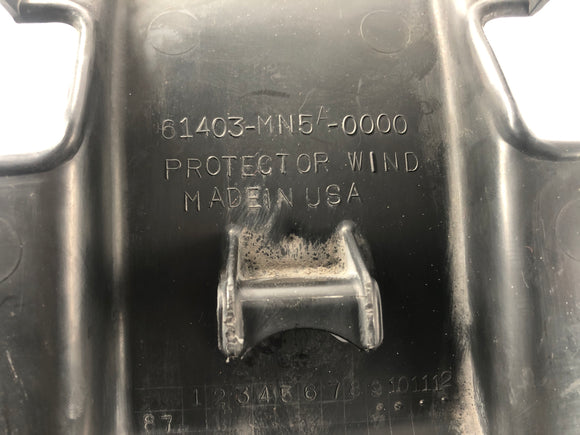 61403-MN5A-0000
PROTECTOR WIND
MADE IN USA
1 2 3 4 5 6 7 8 9 10 11 12
87